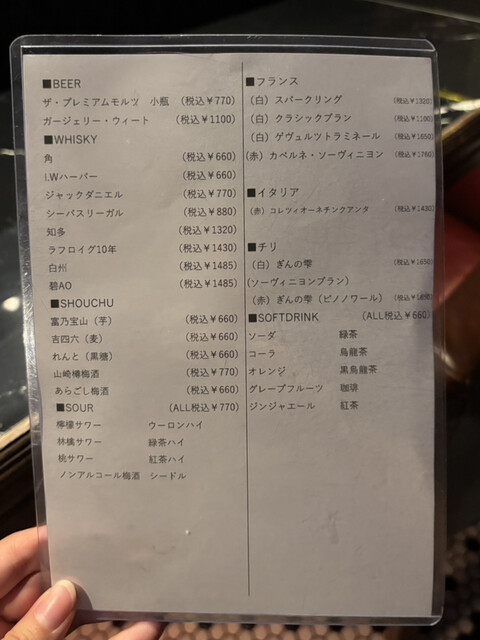 ■BEER
ザ・プレミアムモルツ 小瓶 (税込￥770)
ガージェリー・ウィート (税込￥1100)
■WHISKY
角 (税込￥660)
I.Wハーパー (税込￥660)
ジャックダニエル (税込￥770)
シーバスリーガル (税込￥880)
知多 (税込￥1320)
ラフロイグ10年 (税込￥1430)
白州 (税込￥1485)
碧AO (税込￥1485)
■SHOUCHU
富乃宝山（芋） (税込￥660)
吉四六（麦） (税込￥660)
れんと（黒糖） (税込￥660)
山崎樽梅酒 (税込￥770)
あらごし梅酒 (税込￥660)
■SOUR (ALL税込￥770)
檸檬サワー ウーロンハイ
林檎サワー 緑茶ハイ
桃サワー 紅茶ハイ
ノンアルコール梅酒 シードル
■フランス
（白）スパークリング (税込￥1320)
（白）クラシックブラン (税込￥1100)
（白）ゲヴュルツトラミネール (税込￥1650)
（赤）カベルネ・ソーヴィニヨン (税込￥1760)
■イタリア
（赤）コレツィオーネチンクアンタ (税込￥1430)
■チリ
（白）ぎんの雫 (税込￥1650)
（ソーヴィニヨンブラン）
（赤）ぎんの雫（ピノノワール） (税込
■SOFTDRINK (ALL税込￥660)
ソーダ 緑茶
コーラ 烏龍茶
オレンジ 黒烏龍茶
グレープフルーツ 珈琲
ジンジャエール 紅茶